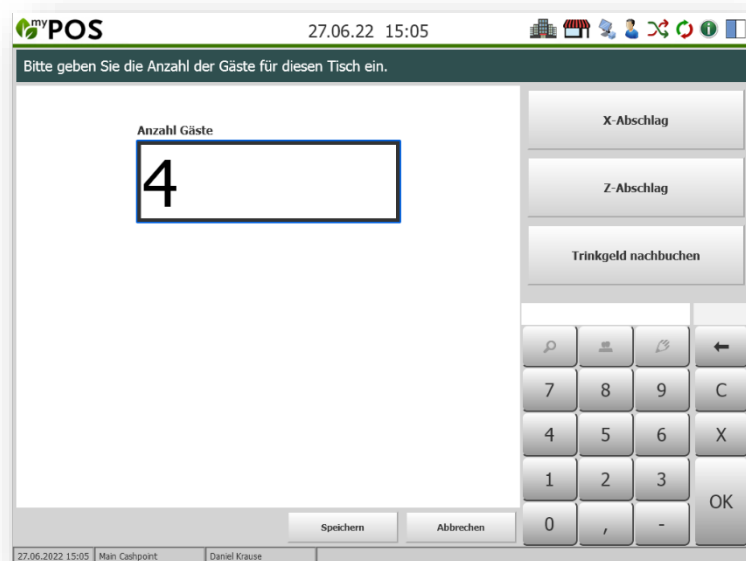 myPOS
27.06.22 15:05
Bitte geben Sie die Anzahl der Gäste für diesen Tisch ein.
Anzahl Gäste
4
X-Abschlag
Z-Abschlag
Trinkgeld nachbuchen
7 8 9 C
4 5 6 X
1 2 3
OK
0 , -
Speichern Abbrechen
27.06.2022 15:05 Main Cashpoint Daniel Krause